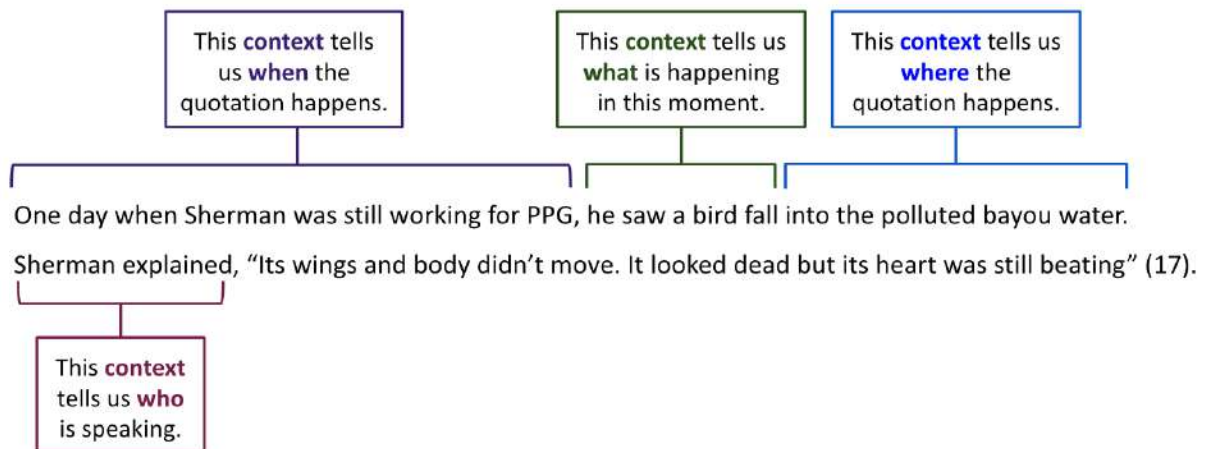 This context tells
us when the
quotation happens.
This context tells us
what is happening
in this moment.
This context tells us
where the
quotation happens.
One day when Sherman was still working for PPG, he saw a bird fall into the polluted bayou water.
Sherman explained, “Its wings and body didn’t move. It looked dead but its heart was still beating” (17).
This context
tells us who
is speaking.